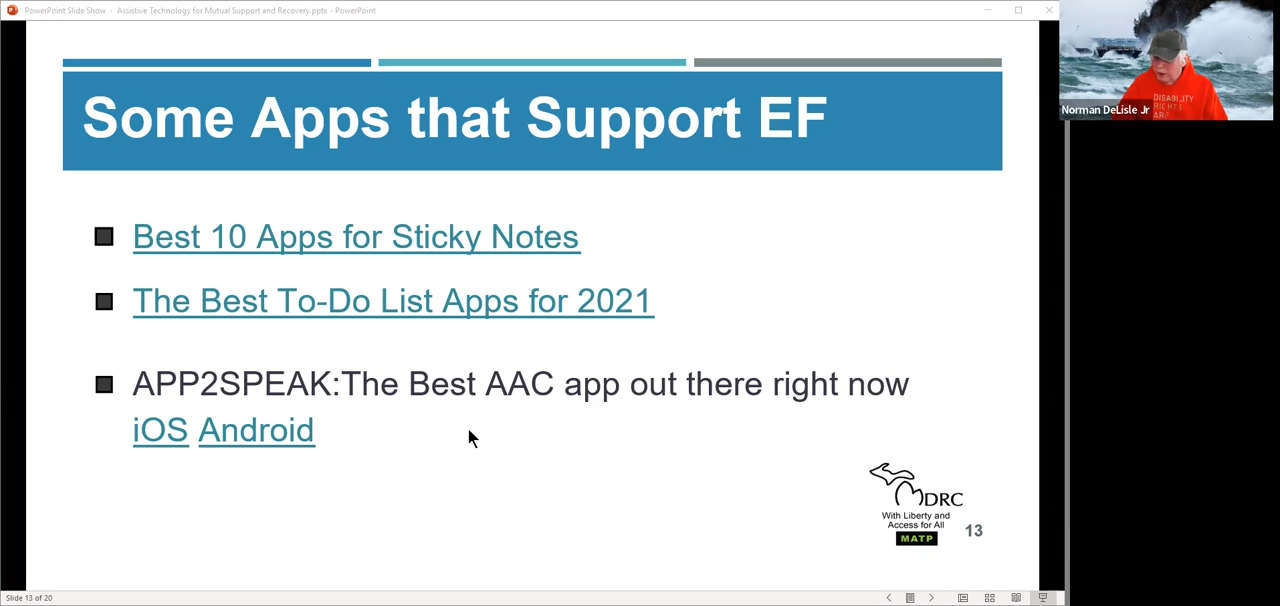 PowerPoint Slide Show - Assistive Technology for Mutual Support and Recovery.pptx - PowerPoint
Some Apps that Support EF
Best 10 Apps for Sticky Notes
The Best To-Do List Apps for 2021
APP2SPEAK:The Best AAC app out there right now
iOS Android
MDRC
With Liberty and
Access for All
MATP
13
Slide 13 of 20
DISABILITY
RIGHTS
ARE
Norman DeLisle Jr